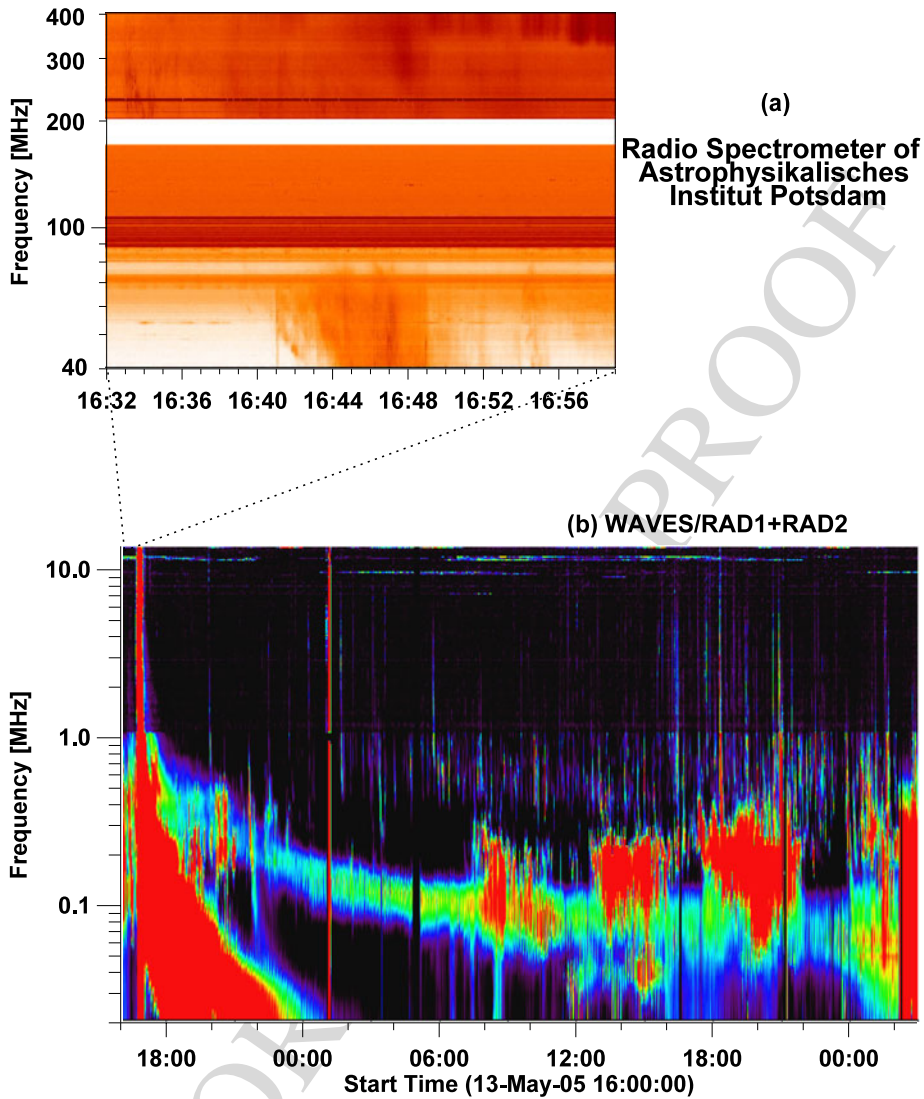 400
300
200
100
40
Frequency [MHz]
16:32 16:36 16:40 16:44 16:48 16:52 16:56
(a)
Radio Spectrometer of
Astrophysikalisches
Institut Potsdam
(b) WAVES/RAD1+RAD2
10.0
1.0
0.1
Frequency [MHz]
18:00 00:00 06:00 12:00 18:00 00:00
Start Time (13-May-05 16:00:00)
PROOF